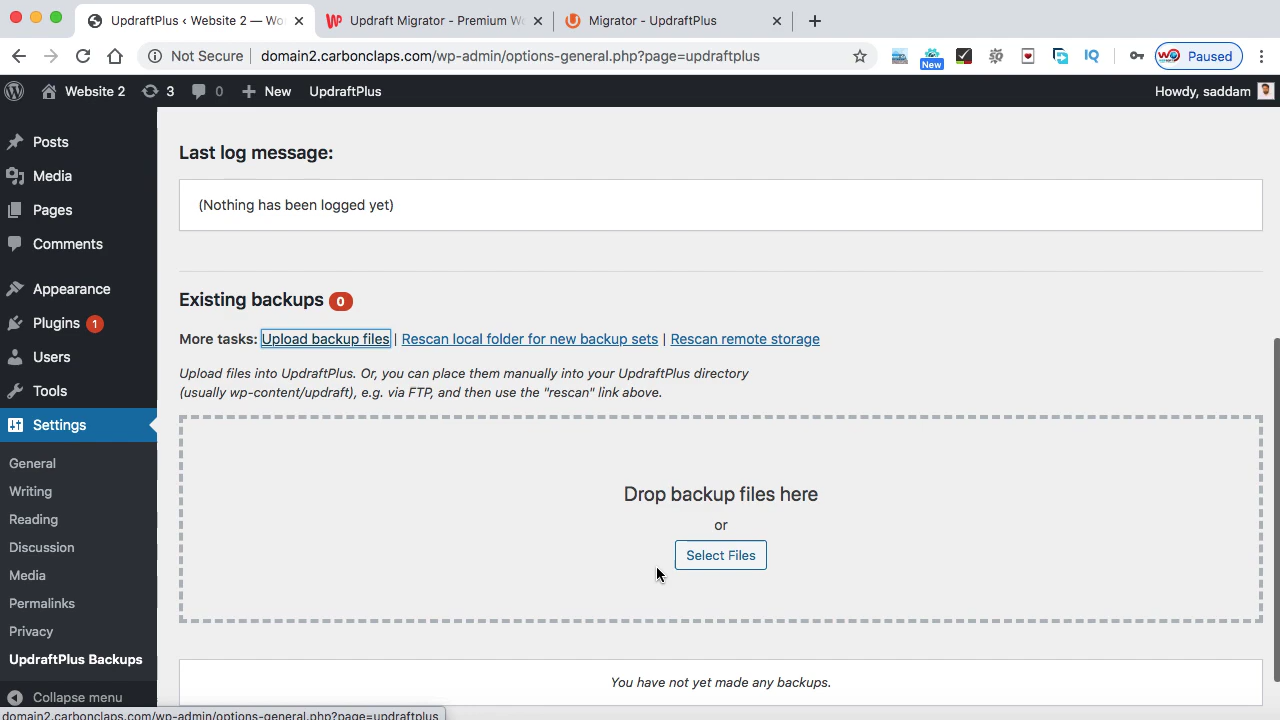 UpdraftPlus ‹ Website 2 — Wo
Updraft Migrator - Premium Wo
Migrator - UpdraftPlus
Not Secure
domain2.carbonclaps.com/wp-admin/options-general.php?page=updraftplus
New
IQ
Paused
Website 2
3
0
New
UpdraftPlus
Howdy, saddam
Posts
Media
Pages
Comments
Appearance
Plugins 1
Users
Tools
Settings
General
Writing
Reading
Discussion
Media
Permalinks
Privacy
UpdraftPlus Backups
Collapse menu
Last log message:
(Nothing has been logged yet)
Existing backups 0
More tasks: Upload backup files | Rescan local folder for new backup sets | Rescan remote storage
Upload files into UpdraftPlus. Or, you can place them manually into your UpdraftPlus directory
(usually wp-content/updraft), e.g. via FTP, and then use the "rescan" link above.
Drop backup files here
or
Select Files
You have not yet made any backups.
domain2.carbonclaps.com/wp-admin/options-general.php?page=updraftplus